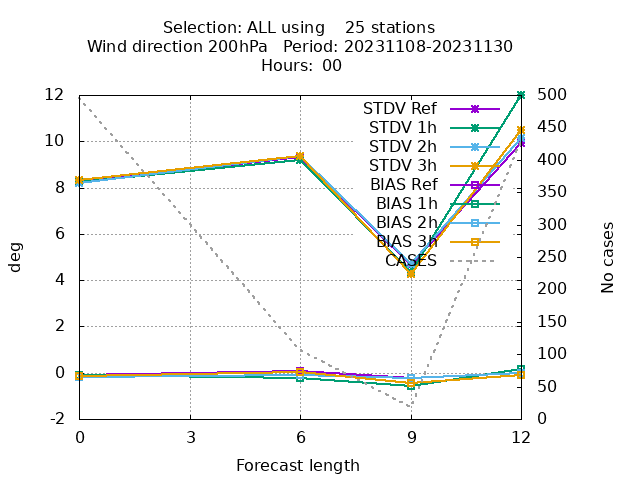 Selection: ALL using    25 stations
Wind direction 200hPa   Period: 20231108-20231130
Hours: 00
12
10
8
6
4
2
0
-2
deg
500
450
400
350
300
250
200
150
100
50
0
No cases
STDV Ref
STDV 1h
STDV 2h
STDV 3h
BIAS Ref
BIAS 1h
BIAS 2h
BIAS 3h
CASES
0 3 6 9 12
Forecast length